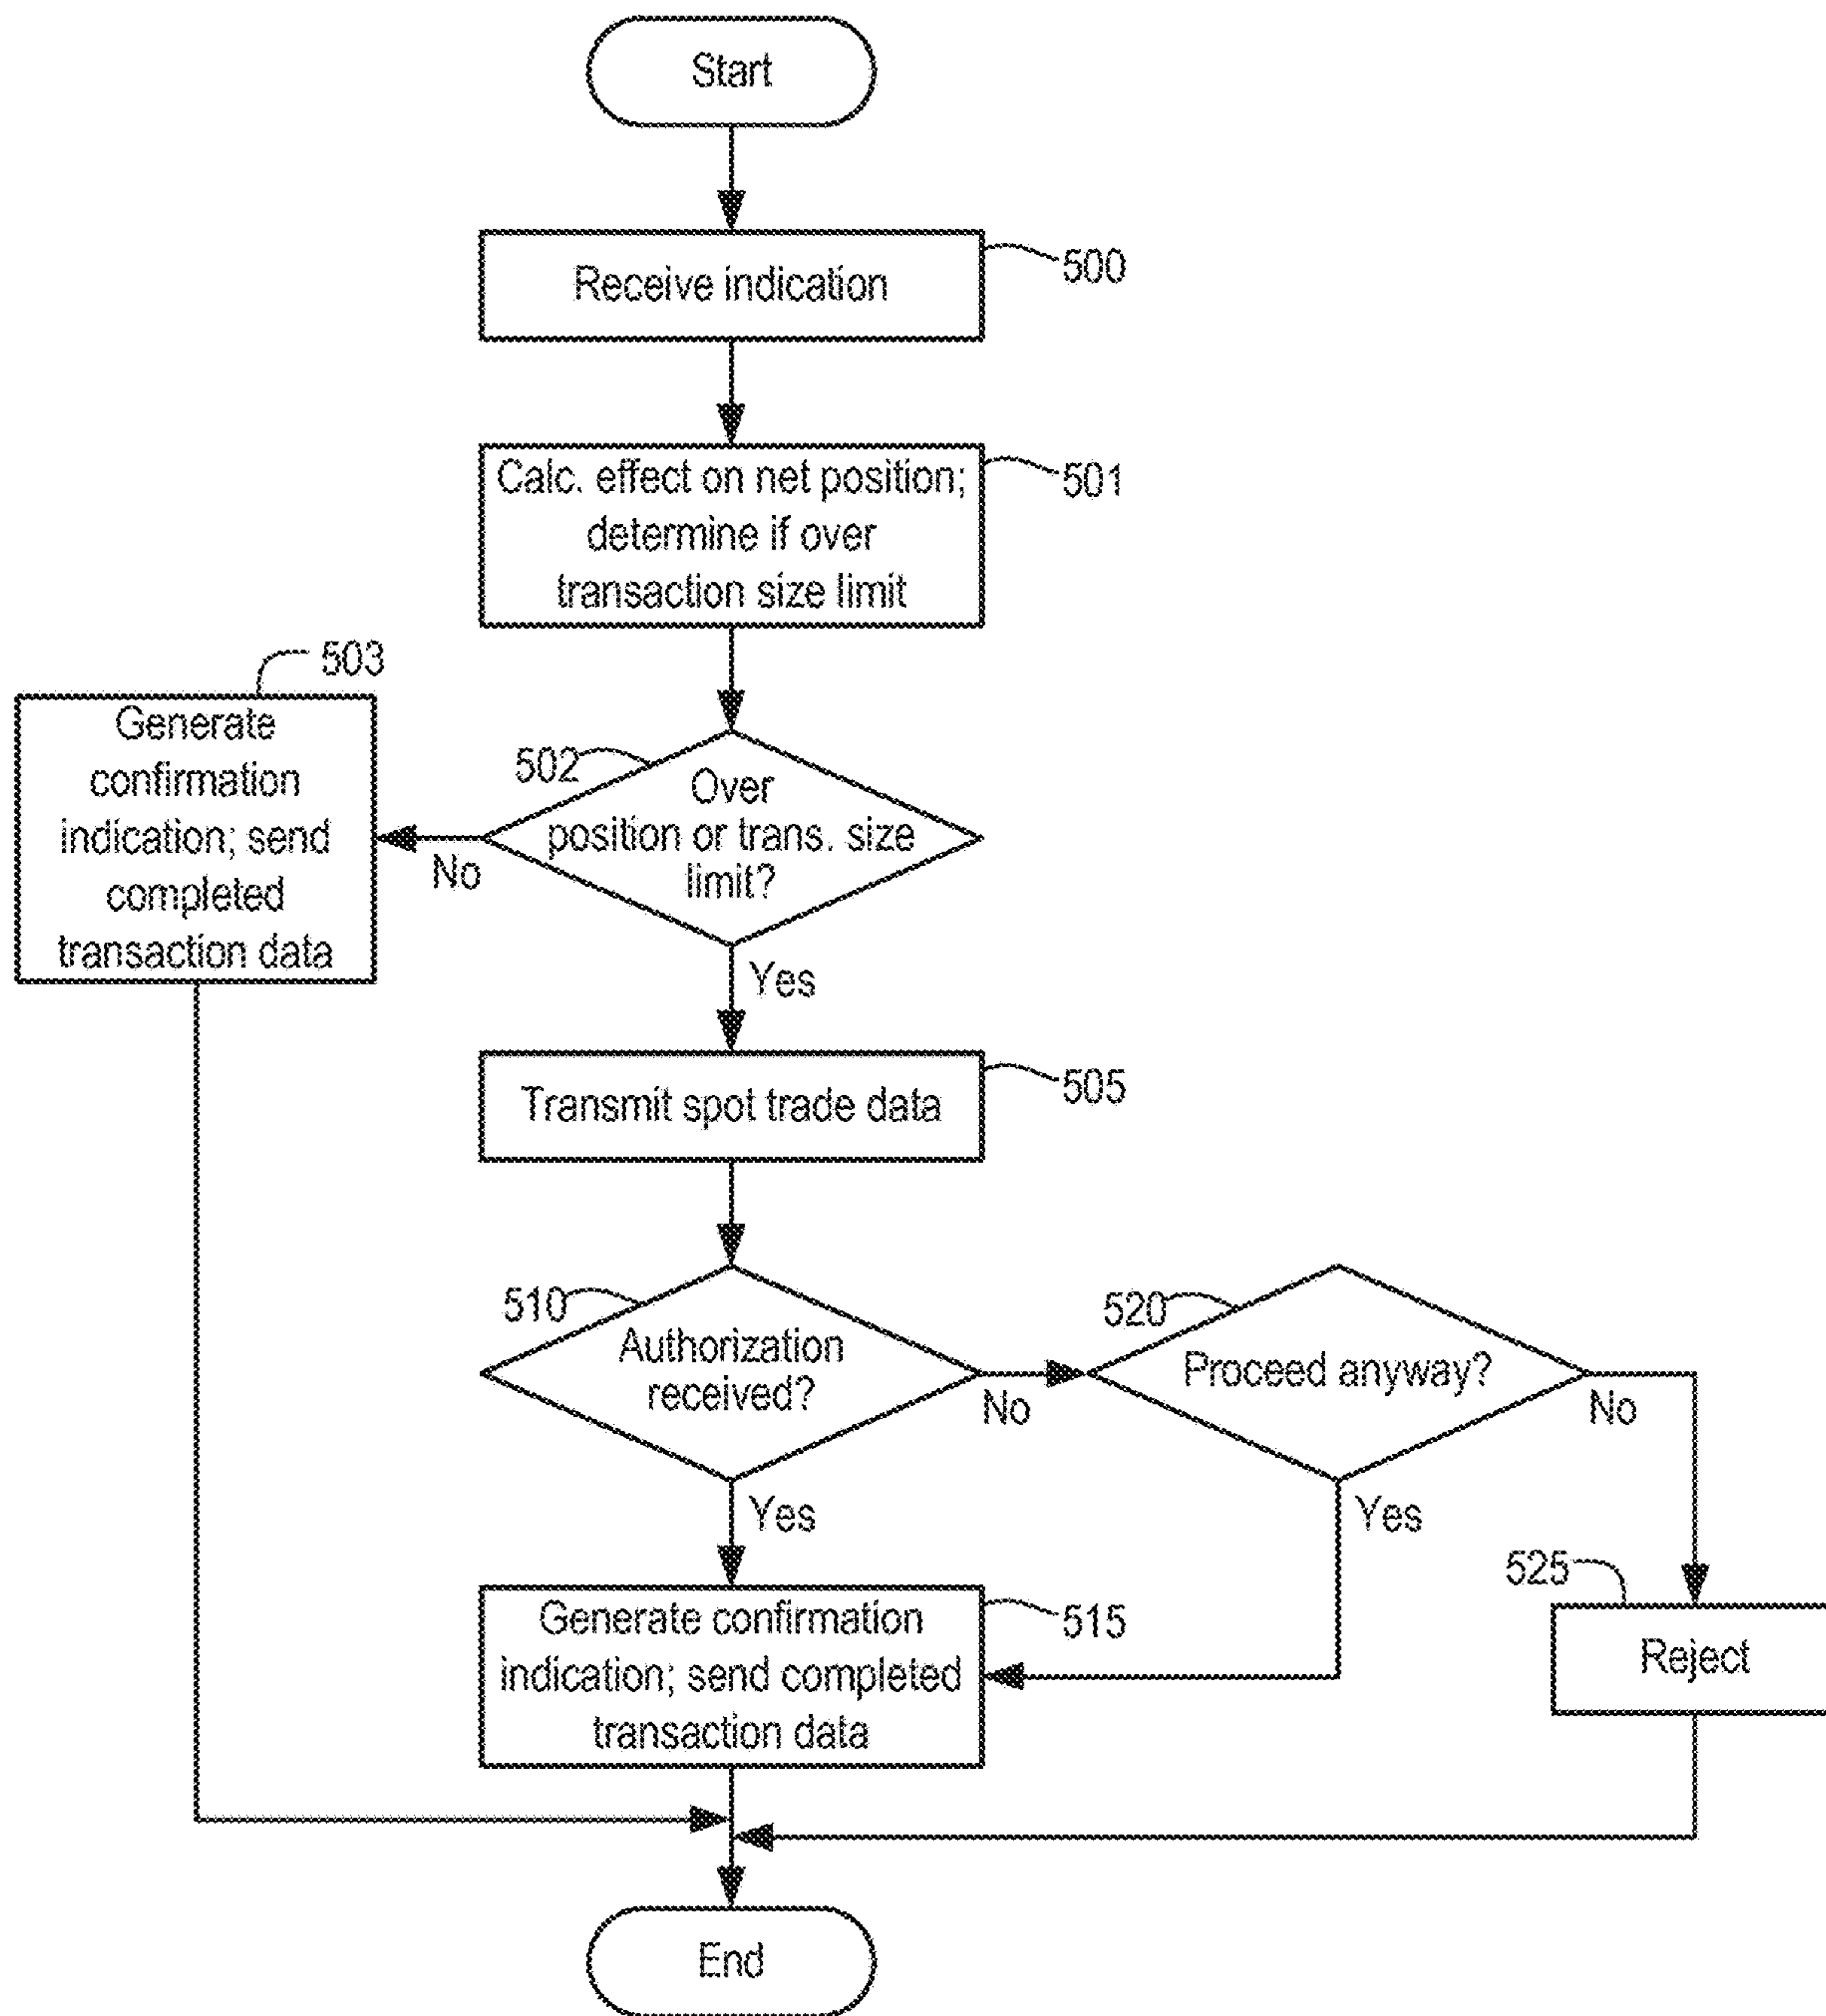 Start
Receive indication
500
Calc. effect on net position;
determine if over
transaction size limit
501
503
Generate
confirmation
indication; send
completed
transaction data
502
Over
position or trans. size
limit?
No
Yes
Transmit spot trade data
505
510
Authorization
received?
No
520
Proceed anyway?
No
Yes
Yes
Generate confirmation
indication; send completed
transaction data
515
525
Reject
End